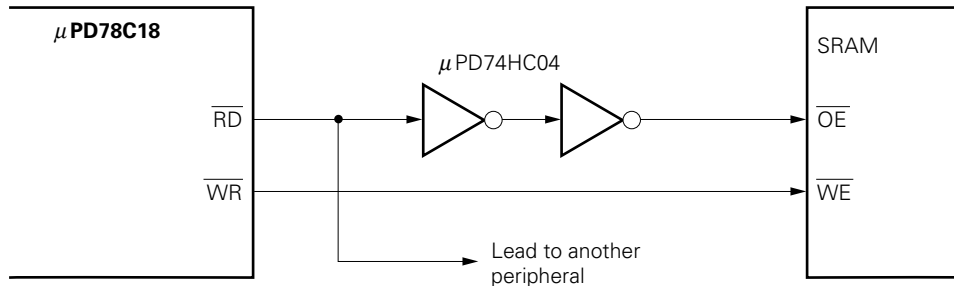 μPD78C18
SRAM
μPD74HC04
RD
OE
WR
WE
Lead to another
peripheral